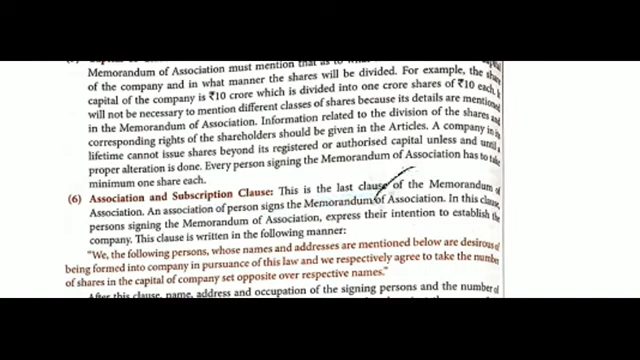 Memorandum of Association must mention that as to what
of the company and in what manner the shares will be divided. For example, the share
capital of the company is ₹10 crore which is divided into one crore shares of ₹10 each. It
will not be necessary to mention different classes of shares because its details are mentioned
in the Memorandum of Association. Information related to the division of the shares and
corresponding rights of the shareholders should be given in the Articles. A company in its
lifetime cannot issue shares beyond its registered or authorised capital unless and until a
proper alteration is done. Every person signing the Memorandum of Association has to take
minimum one share each.
(6) Association and Subscription Clause: This is the last clause of the Memorandum of
Association. An association of person signs the Memorandum of Association. In this clause,
persons signing the Memorandum of Association, express their intention to establish the
company. This clause is written in the following manner:
"We, the following persons, whose names and addresses are mentioned below are desirous of
being formed into company in pursuance of this law and we respectively agree to take the number
of shares in the capital of company set opposite over respective names."
After this clause, name, address and occupation of the signing persons and the number of